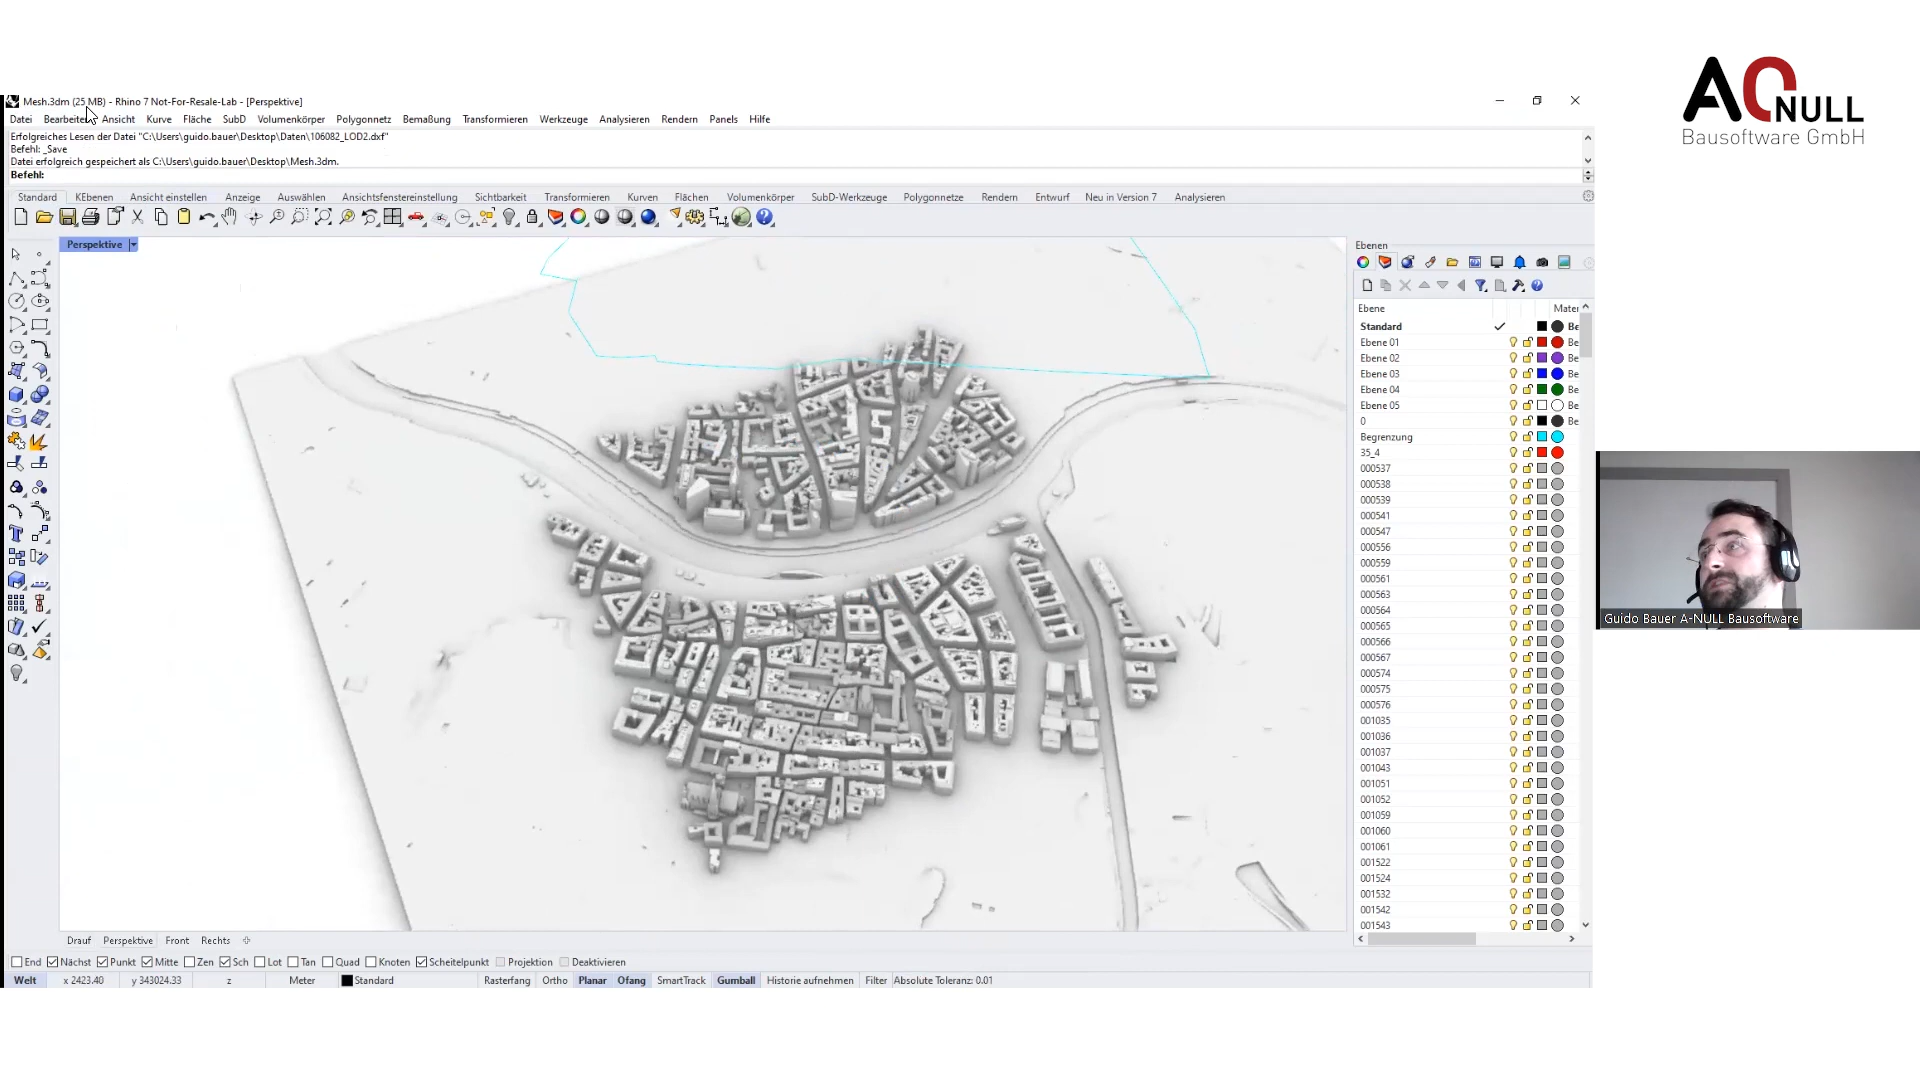 A NULL
Bausoftware GmbH
Mesh.3dm (25 MB) - Rhino 7 Not-For-Resale-Lab - [Perspektive]
Datei Bearbeiten Ansicht Kurve Fläche SubD Volumenkörper Polygonnetz Bemaßung Transformieren Werkzeuge Analysieren Rendern Panels Hilfe
Erfolgreiches Lesen der Datei "C:\Users\guido.bauer\Desktop\Daten\106082_LOD2.dxf"
Befehl: _Save
Datei erfolgreich gespeichert als C:\Users\guido.bauer\Desktop\Mesh.3dm.
Befehl:
Standard KEbenen Ansicht einstellen Anzeige Auswählen Ansichtsfenstereinstellung Sichtbarkeit Transformieren Kurven Flächen Volumenkörper SubD-Werkzeuge Polygonnetze Rendern Entwurf Neu in Version 7 Analysieren
Perspektive
Ebenen
Ebene Mater
Standard Be
Ebene 01 Be
Ebene 02 Be
Ebene 03 Be
Ebene 04 Be
Ebene 05 Be
0 Be
Begrenzung
35_4
000537
000538
000539
000541
000547
000556
000559
000561
000563
000564
000565
000566
000567
000574
000575
000576
001035
001036
001037
001043
001051
001052
001059
001060
001061
001522
001524
001532
001542
001543
Guido Bauer A-NULL Bausoftware
Drauf Perspektive Front Rechts
End Nächst Punkt Mitte Zen Sch Lot Tan Quad Knoten Scheitelpunkt Projektion Deaktivieren
Welt x 2423.40 y 343024.33 z Meter Standard Rasterfang Ortho Planar Ofang SmartTrack Gumball Historie aufnehmen Filter Absolute Toleranz: 0.01